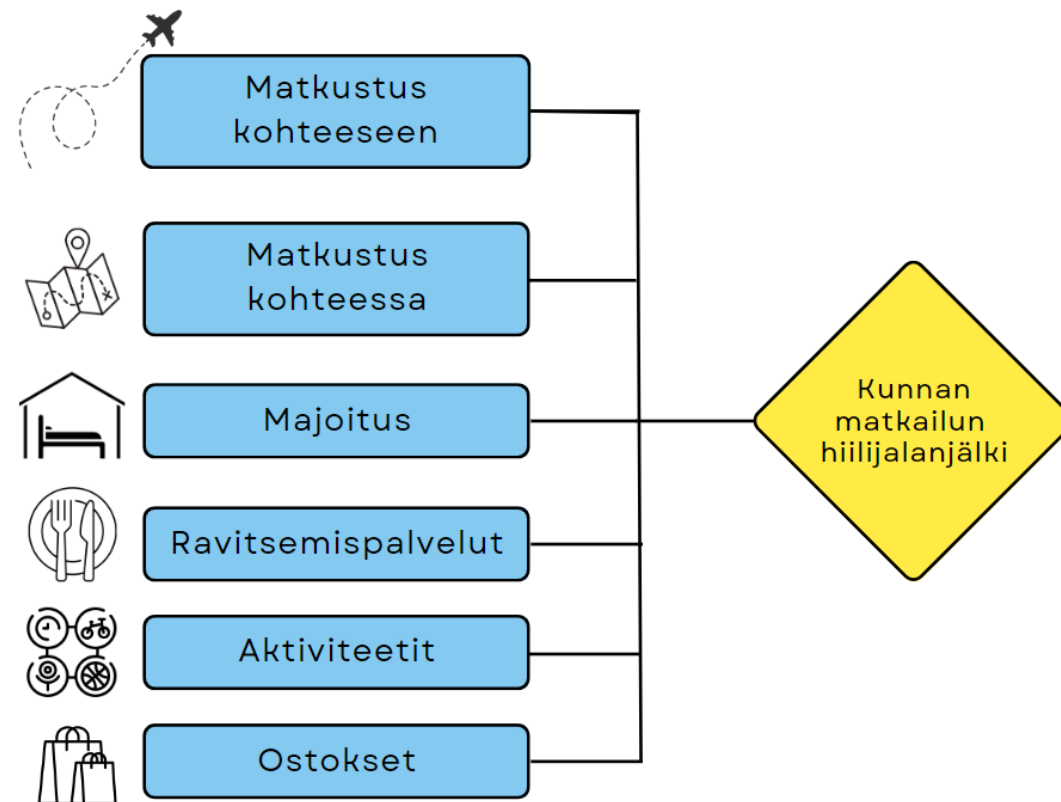 Matkustus
kohteeseen
Matkustus
kohteessa
Majoitus
Ravitsemispalvelut
Aktiviteetit
Ostokset
Kunnan
matkailun
hiilijalanjälki